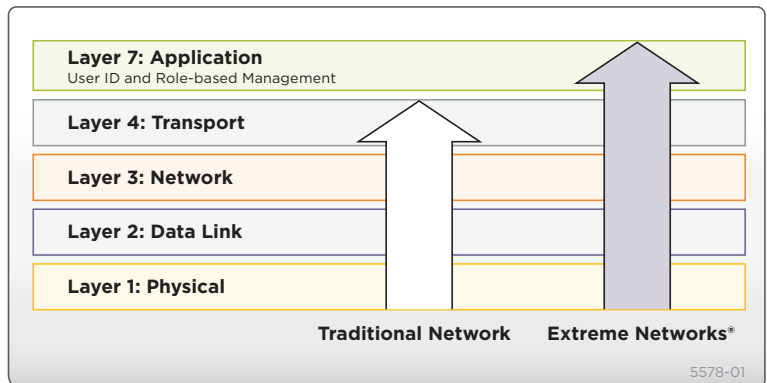 Layer 7: Application
User ID and Role-based Management
Layer 4: Transport
Layer 3: Network
Layer 2: Data Link
Layer 1: Physical
Traditional Network
Extreme Networks®
5578-01